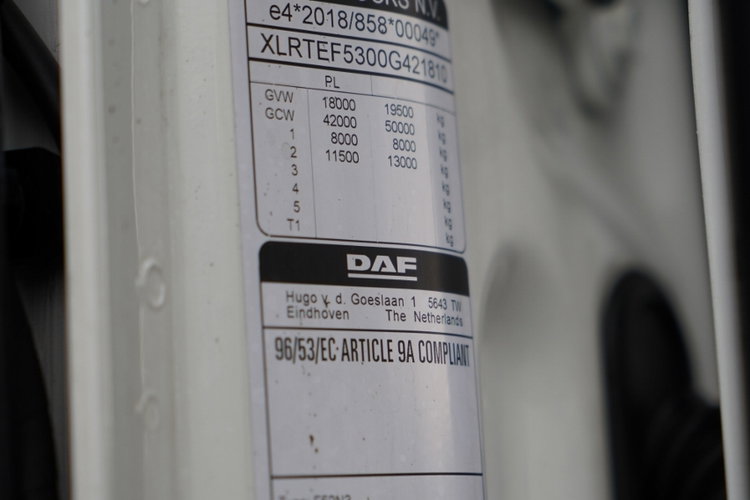 RS N.V.
e4*2018/858*00049*
XLRTEF5300G421810
PL
GVW 18000 19500 kg
GCW 42000 50000 kg
1 8000 8000 kg
2 11500 13000 kg
3 kg
4 kg
5 kg
T1 kg
DAF
Hugo v. d. Goeslaan 1 5643 TW
Eindhoven The Netherlands
96/53/EC-ARTICLE 9A COMPLIANT